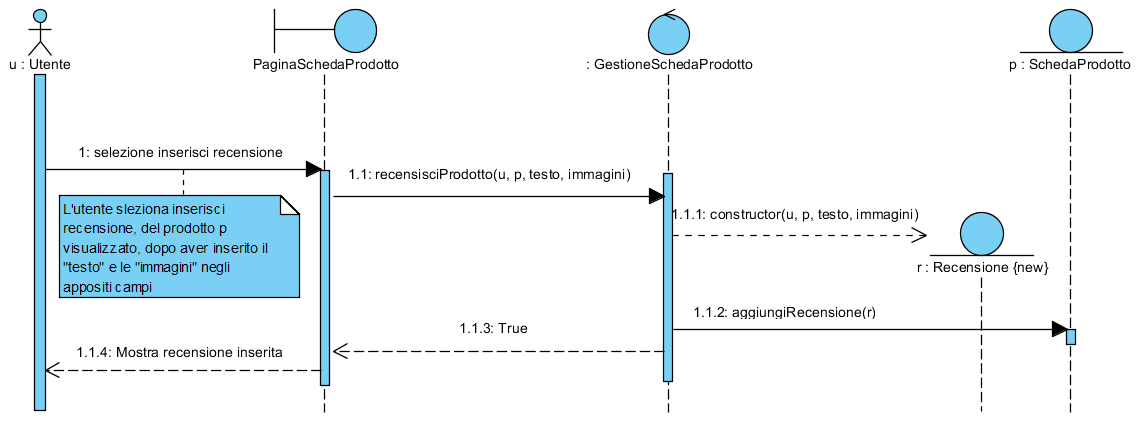 u : Utente
PaginaSchedaProdotto
: GestioneSchedaProdotto
p : SchedaProdotto
1: selezione inserisci recensione
1.1: recensisciProdotto(u, p, testo, immagini)
L'utente sleziona inserisci
recensione, del prodotto p
visualizzato, dopo aver inserito il
"testo" e le "immagini" negli
appositi campi
1.1.1: constructor(u, p, testo, immagini)
r : Recensione {new}
1.1.2: aggiungiRecensione(r)
1.1.3: True
1.1.4: Mostra recensione inserita